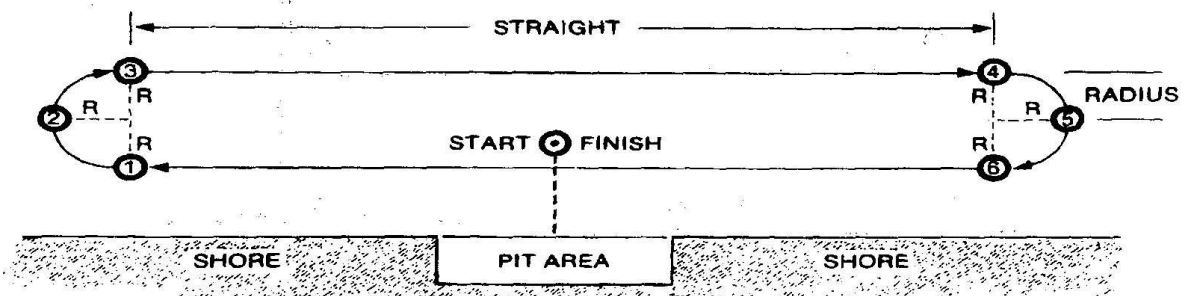 STRAIGHT
3
4
R
R
RADIUS
2
R
R
5
START FINISH
R
R
1
6
SHORE
PIT AREA
SHORE